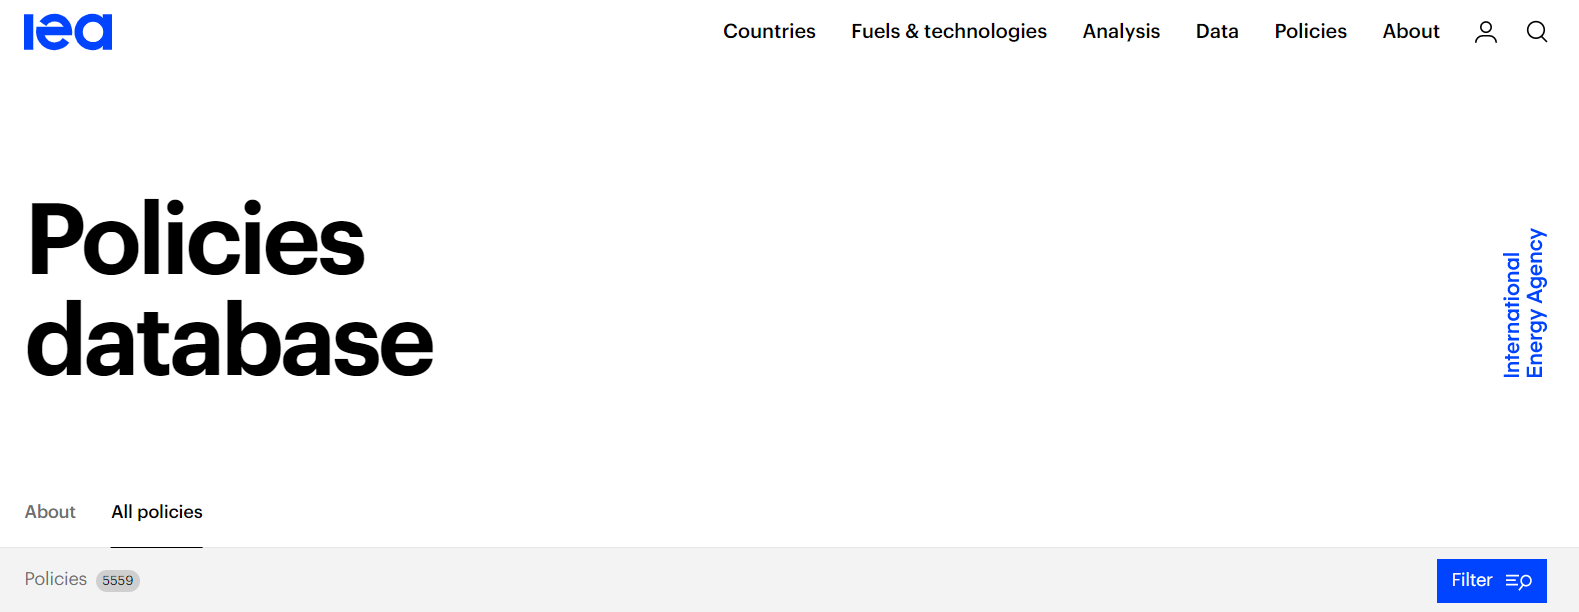 iea
Countries Fuels & technologies Analysis Data Policies About
Policies
database
International
Energy Agency
About All policies
Policies 5559
Filter